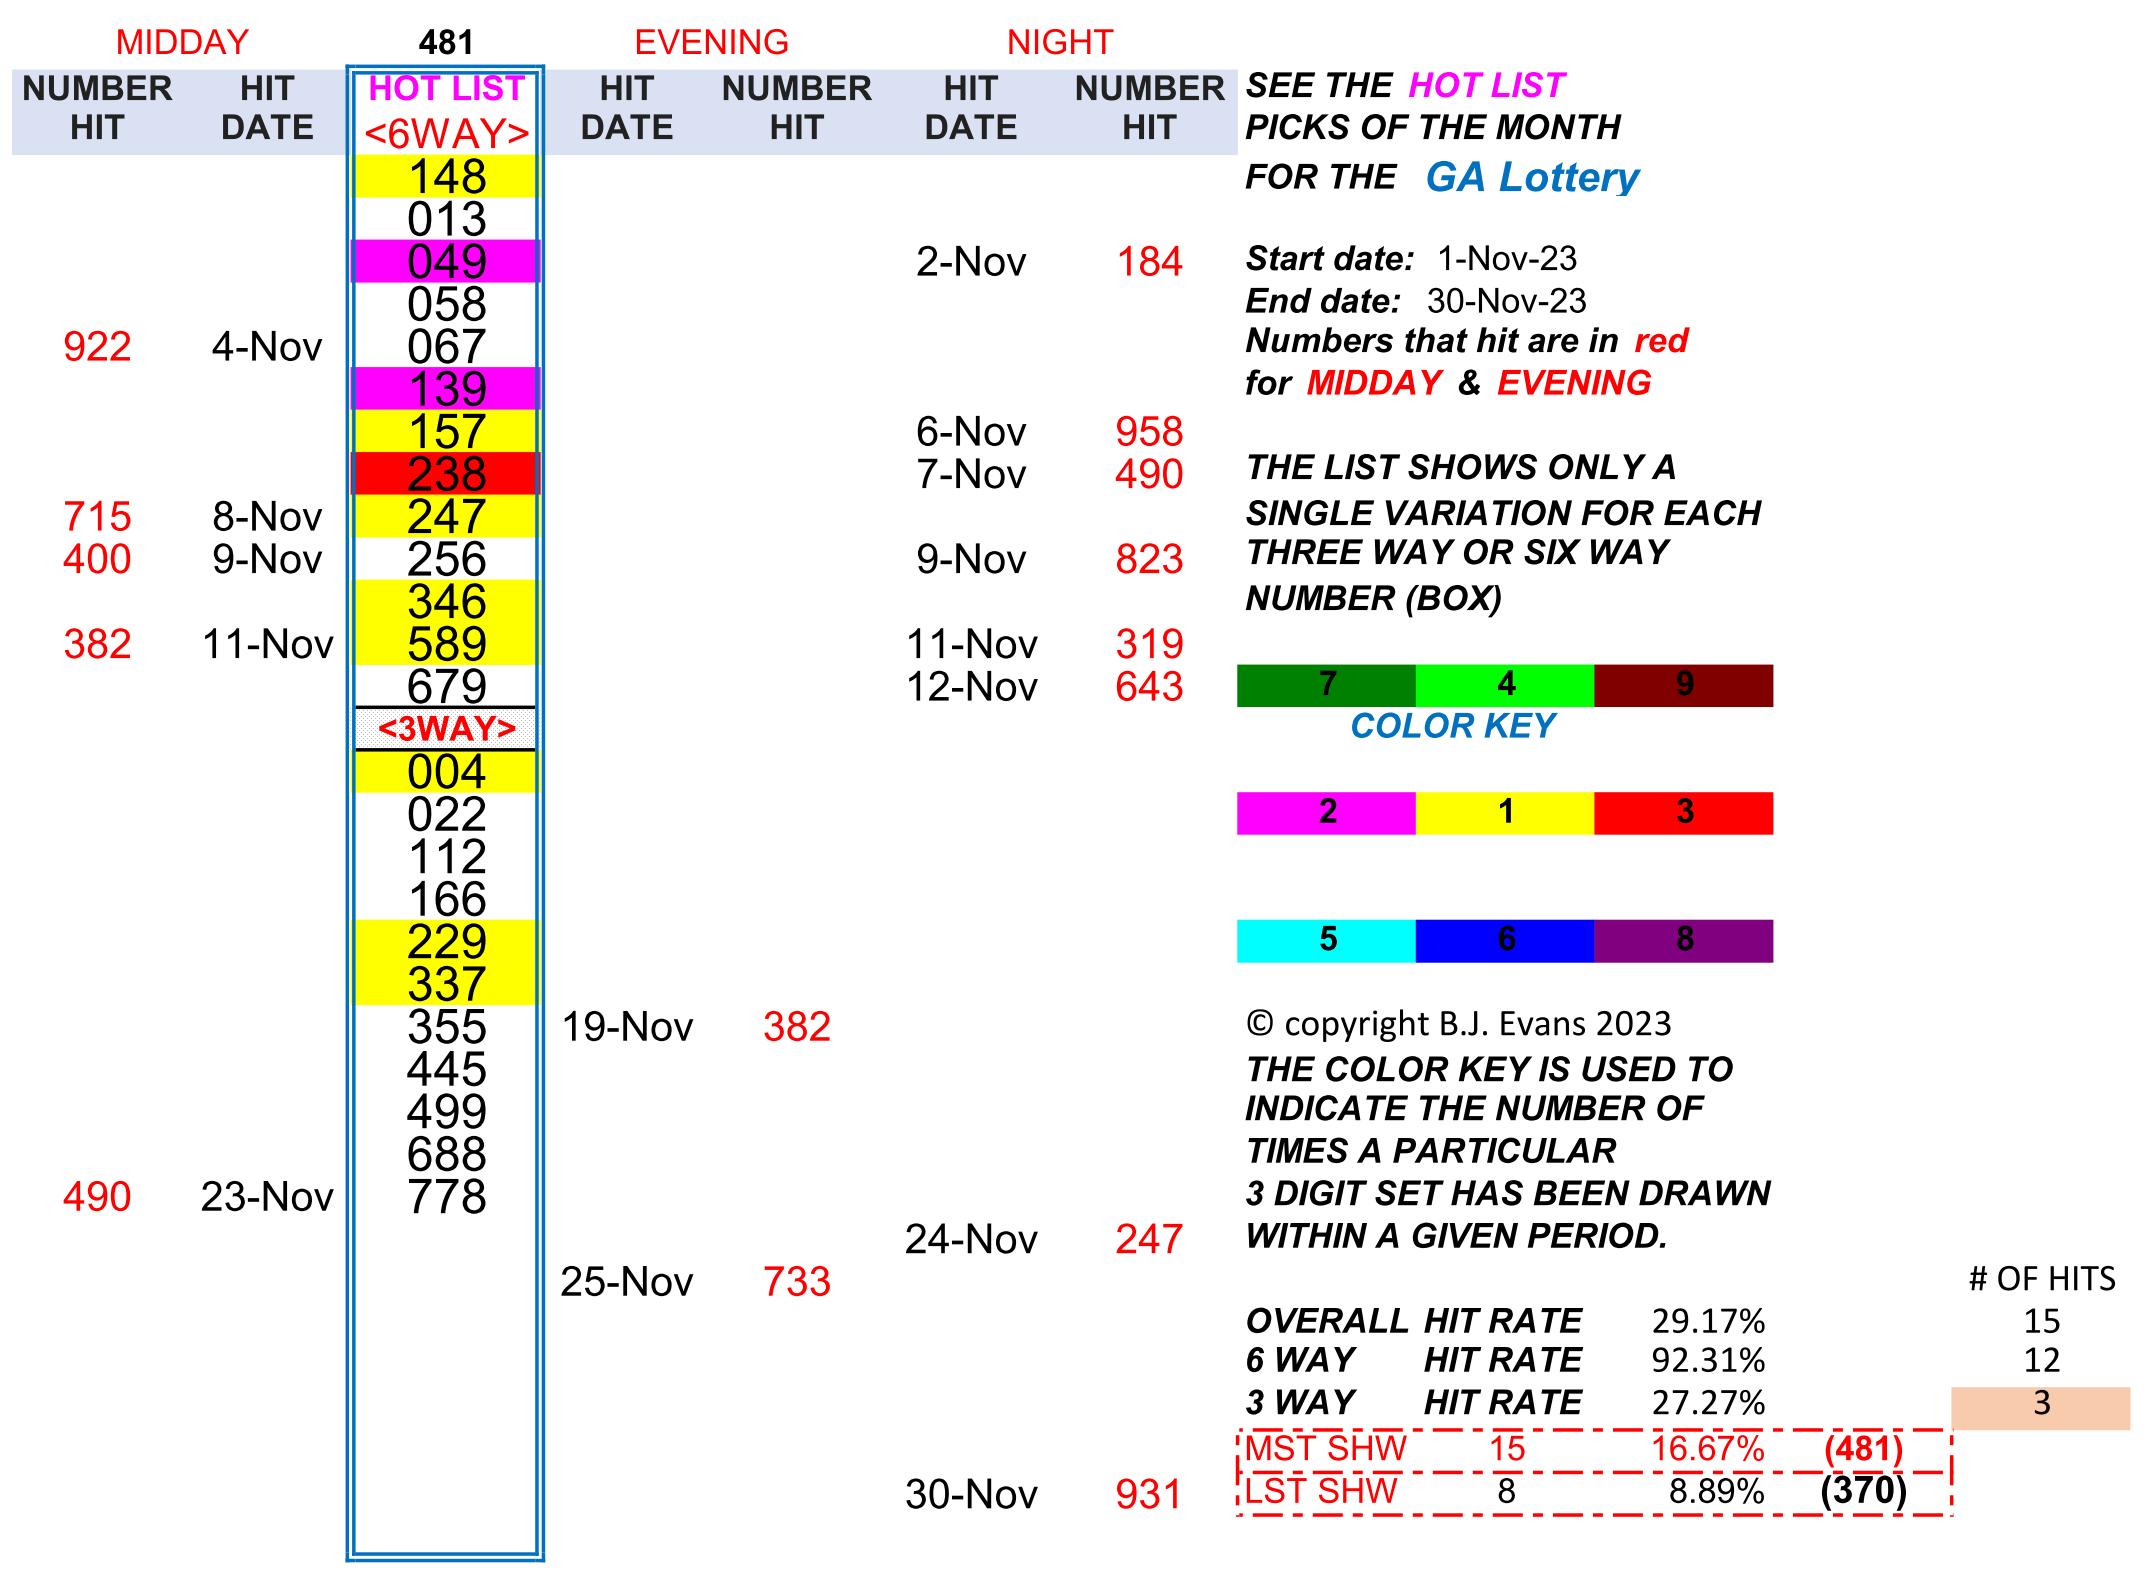 MIDDAY 481 EVENING NIGHT
NUMBER HIT HOT LIST HIT NUMBER HIT NUMBER SEE THE HOT LIST
HIT DATE <6WAY> DATE HIT DATE HIT PICKS OF THE MONTH
148 FOR THE GA Lottery
013
049 2-Nov 184 Start date: 1-Nov-23
058 End date: 30-Nov-23
922 4-Nov 067 Numbers that hit are in red
139 for MIDDAY & EVENING
157 6-Nov 958
238 7-Nov 490 THE LIST SHOWS ONLY A
715 8-Nov 247 SINGLE VARIATION FOR EACH
400 9-Nov 256 9-Nov 823 THREE WAY OR SIX WAY
346 NUMBER (BOX)
382 11-Nov 589 11-Nov 319
679 12-Nov 643 7 4 9
<3WAY> COLOR KEY
004
022 2 1 3
112
166
229 5 6 8
337
355 19-Nov 382 © copyright B.J. Evans 2023
445 THE COLOR KEY IS USED TO
499 INDICATE THE NUMBER OF
688 TIMES A PARTICULAR
490 23-Nov 778 3 DIGIT SET HAS BEEN DRAWN
24-Nov 247 WITHIN A GIVEN PERIOD.
25-Nov 733 # OF HITS
OVERALL HIT RATE 29.17% 15
6 WAY HIT RATE 92.31% 12
3 WAY HIT RATE 27.27% 3
MST SHW 15 16.67% (481)
30-Nov 931 LST SHW 8 8.89% (370)